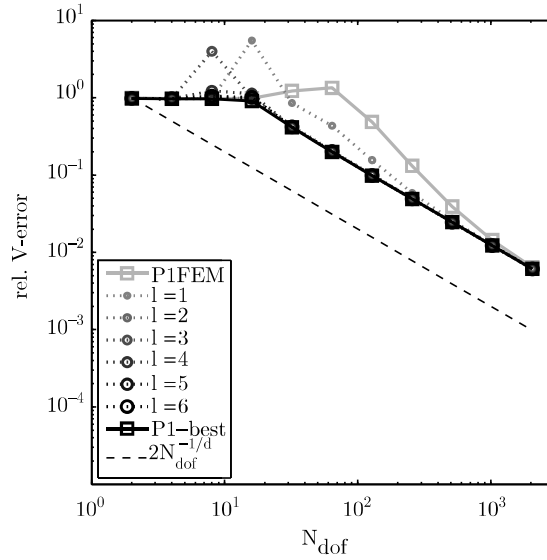 10^1
10^0
10^-1
10^-2
10^-3
10^-4
rel. V-error
P1FEM
l=1
l=2
l=3
l=4
l=5
l=6
P1-best
2N_dof^-1/d
10^0
10^1
10^2
10^3
N_dof